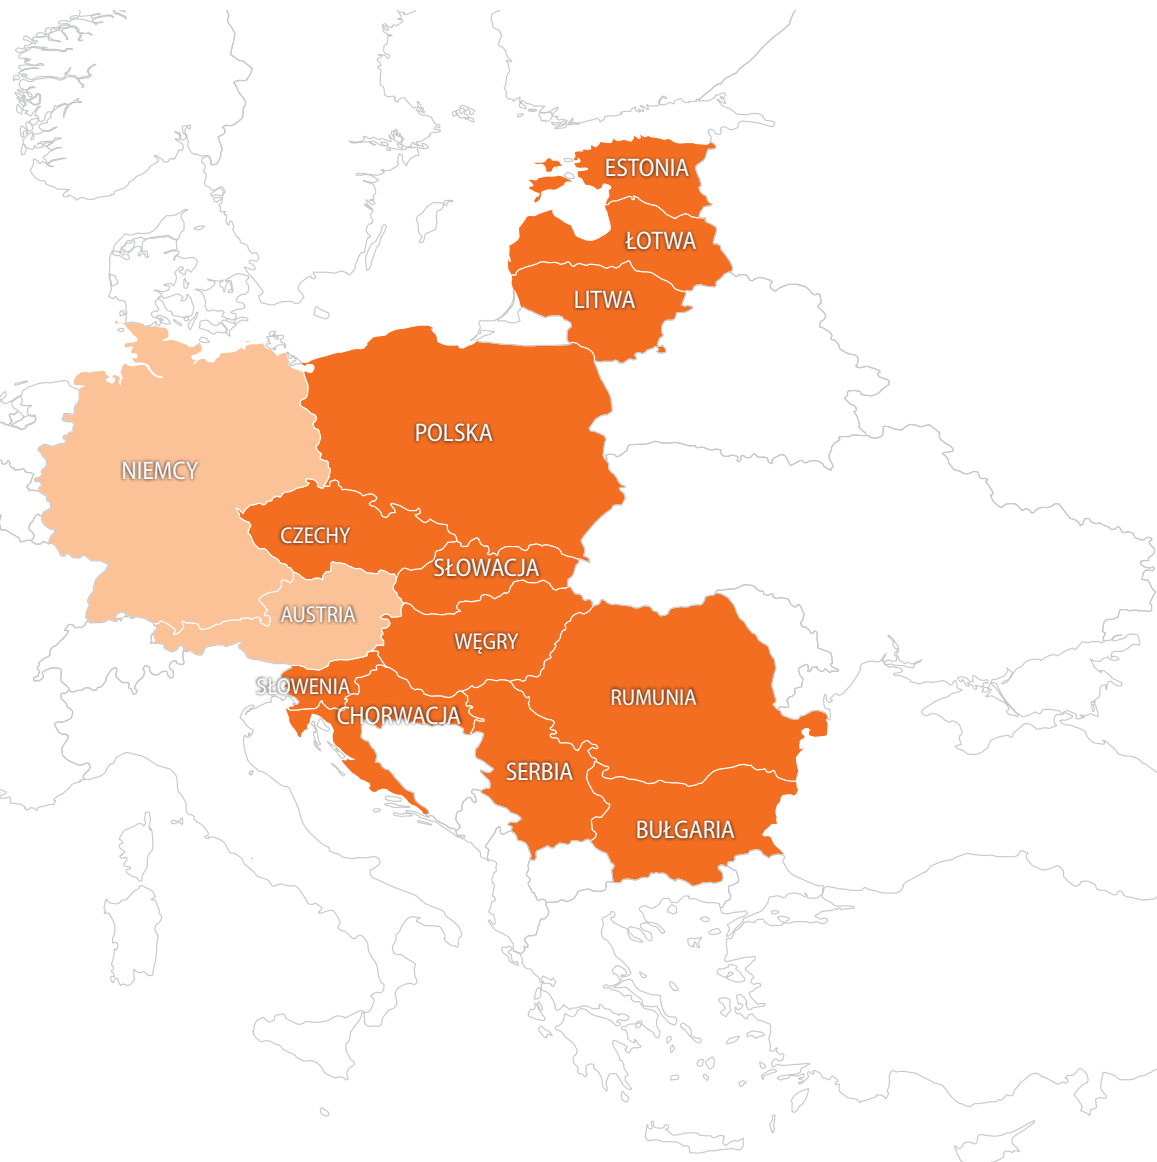 ESTONIA
ŁOTWA
LITWA
POLSKA
NIEMCY
CZECHY
SŁOWACJA
AUSTRIA
WĘGRY
SŁOWENIA
RUMUNIA
CHORWACJA
SERBIA
BUŁGARIA